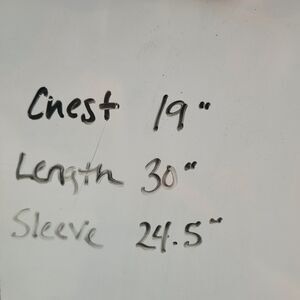 Chest 19"
Length 30"
Sleeve 24.5"